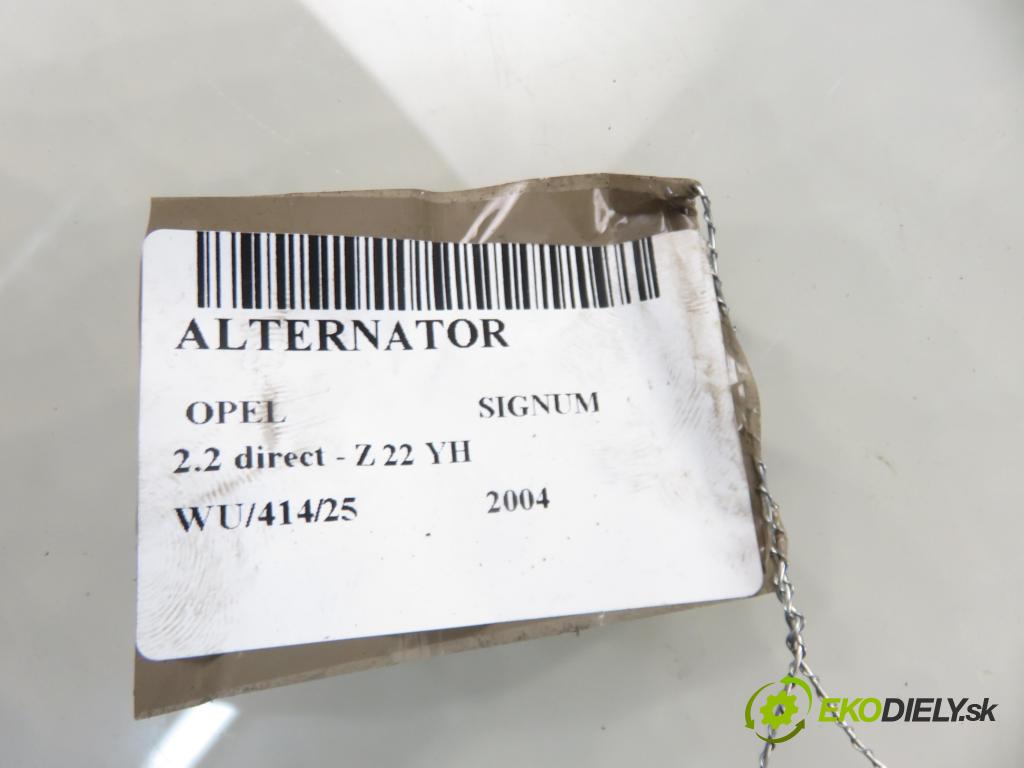 ALTERNATOR
OPEL SIGNUM
2.2 direct - Z 22 YH
WU/414/25 2004
EKODIELY.sk